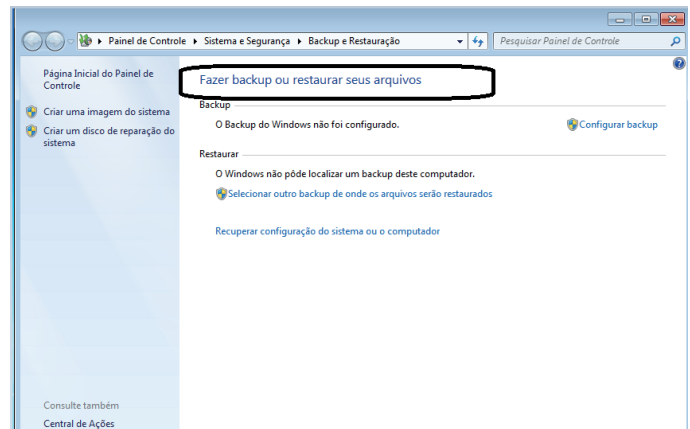 Painel de Controle ▸ Sistema e Segurança ▸ Backup e Restauração
Pesquisar Painel de Controle
Página Inicial do Painel de
Controle
Criar uma imagem do sistema
Criar um disco de reparação do
sistema
Fazer backup ou restaurar seus arquivos
Backup
O Backup do Windows não foi configurado.
Configurar backup
Restaurar
O Windows não pôde localizar um backup deste computador.
Selecionar outro backup de onde os arquivos serão restaurados
Recuperar configuração do sistema ou o computador
Consulte também
Central de Ações